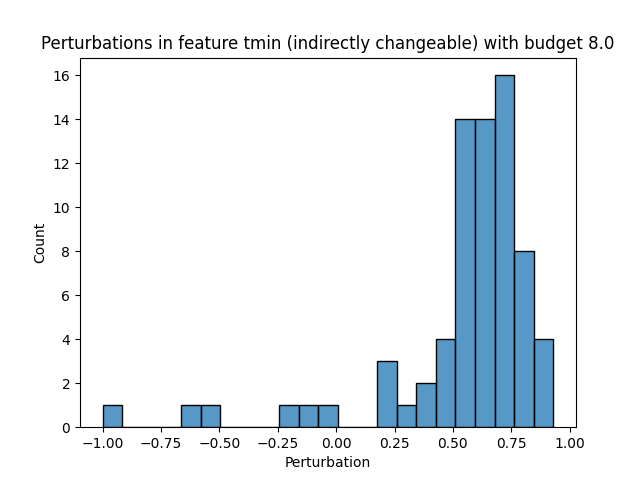 Perturbations in feature tmin (indirectly changeable) with budget 8.0
16
14
12
10
8
6
4
2
0
Count
−1.00 −0.75 −0.50 −0.25 0.00 0.25 0.50 0.75 1.00
Perturbation